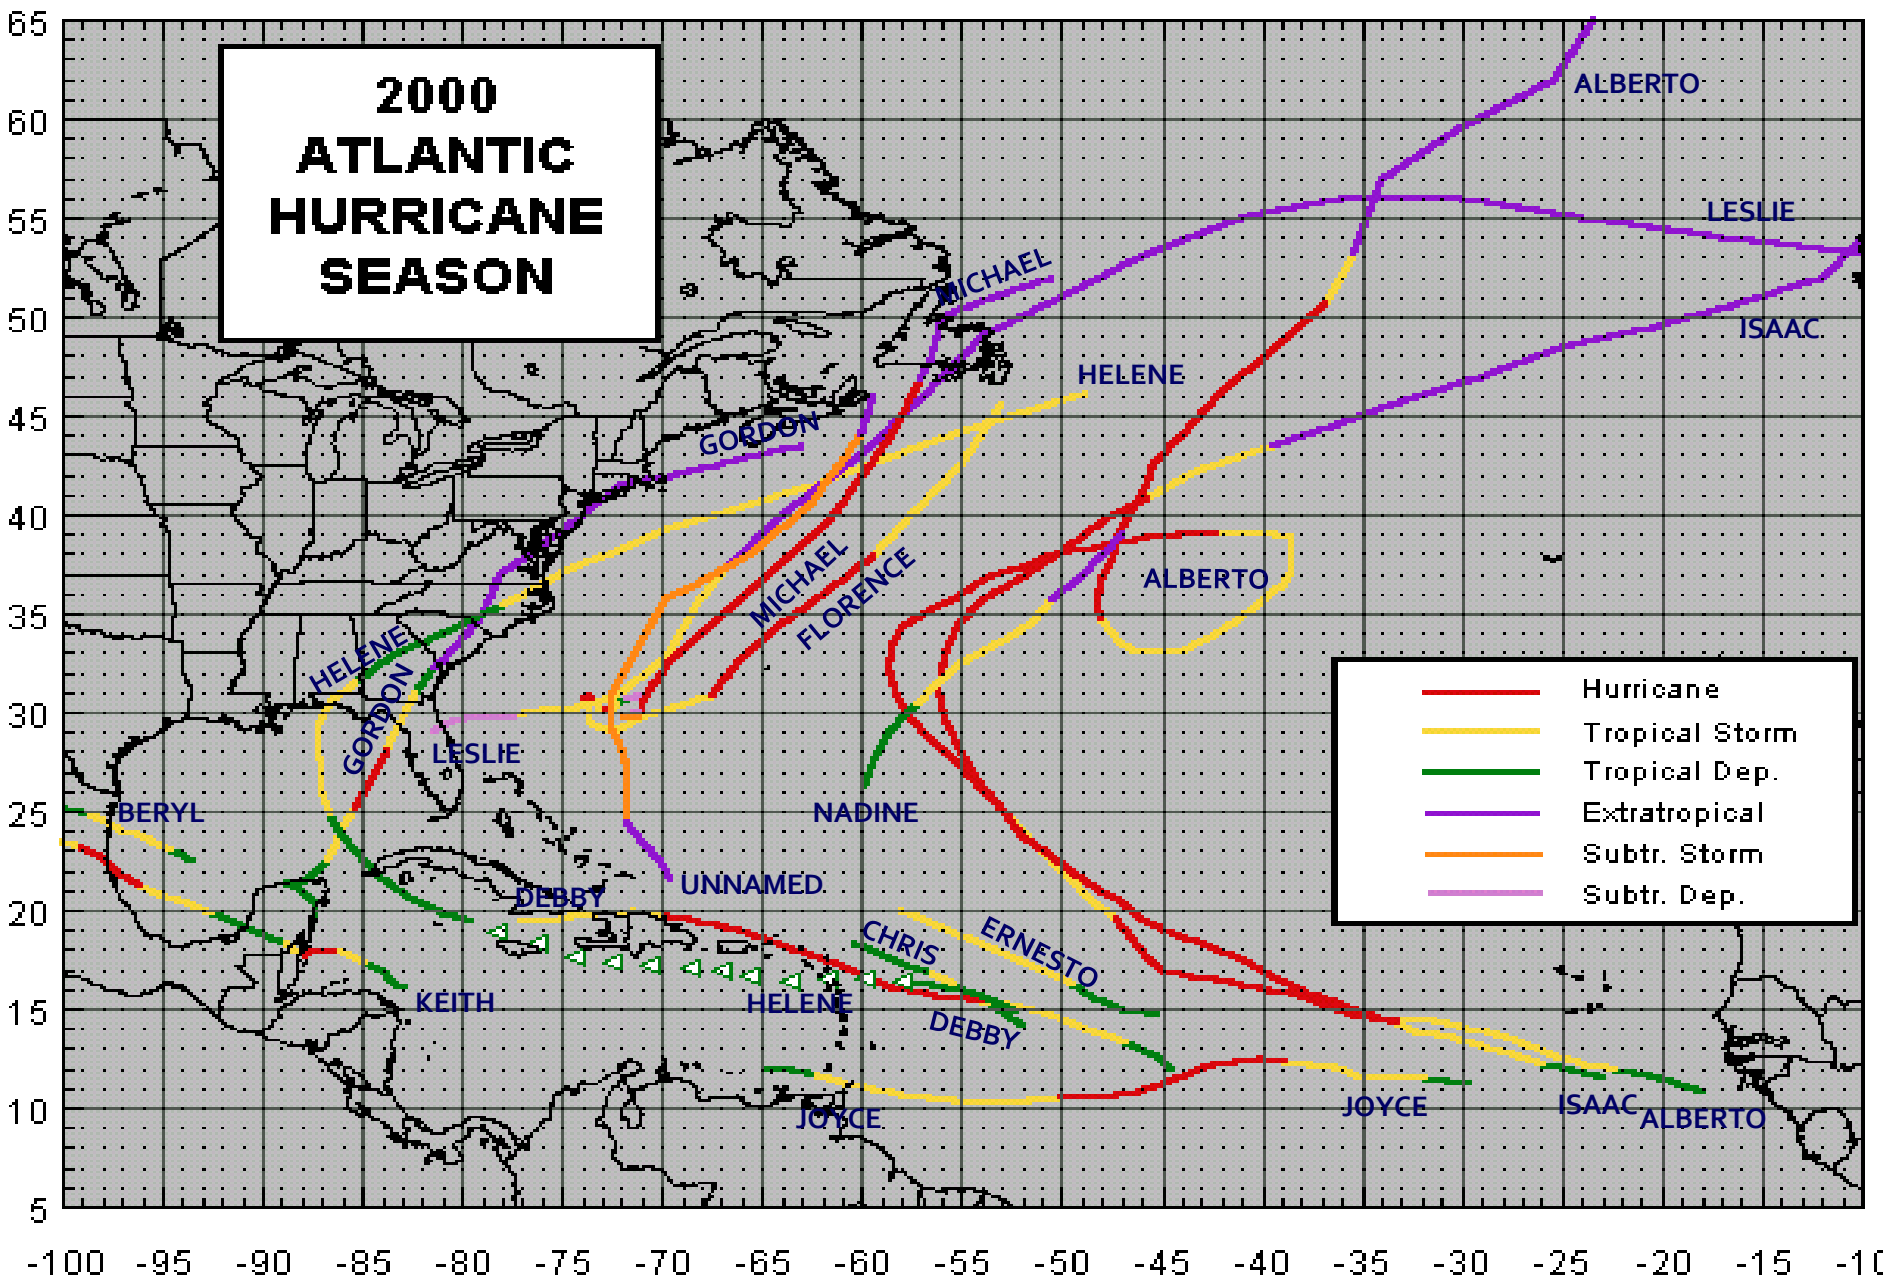 2000
ATLANTIC
HURRICANE
SEASON
65
60
55
50
45
40
35
30
25
20
15
10
5
ALBERTO
LESLIE
MICHAEL
ISAAC
HELENE
GORDON
MICHAEL
FLORENCE
ALBERTO
HELENE
GORDON
LESLIE
BERYL
NADINE
UNNAMED
DEBBY
CHRIS
ERNESTO
KEITH
HELENE
DEBBY
JOYCE
JOYCE
ISAAC
ALBERTO
Hurricane
Tropical Storm
Tropical Dep.
Extratropical
Subtr. Storm
Subtr. Dep.
-100 -95 -90 -85 -80 -75 -70 -65 -60 -55 -50 -45 -40 -35 -30 -25 -20 -15 -10